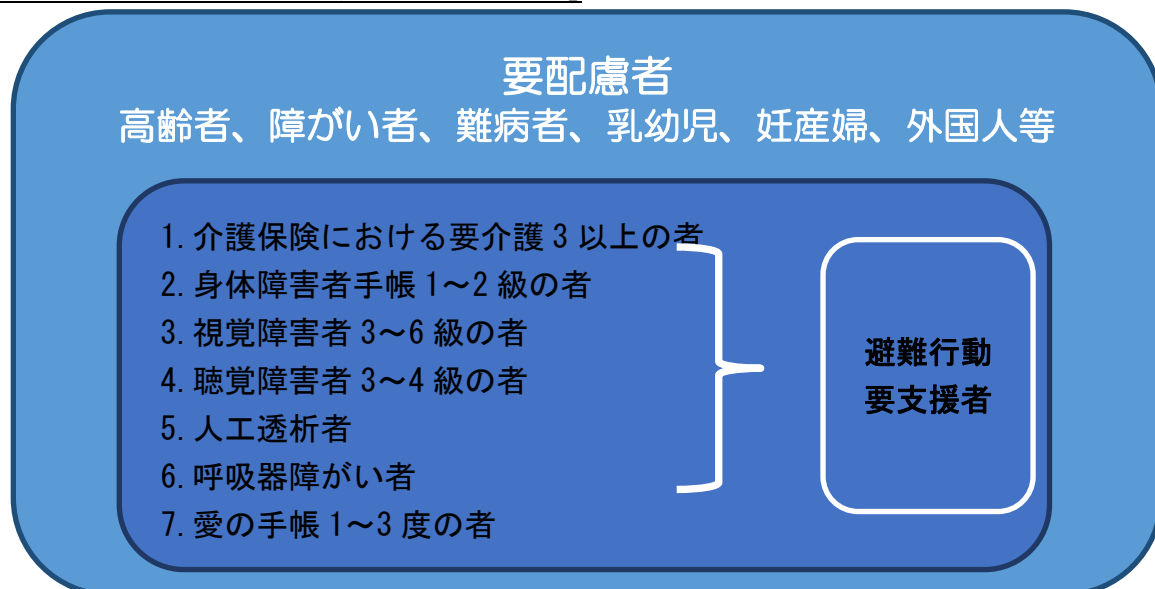 要配慮者
高齢者、障がい者、難病者、乳幼児、妊産婦、外国人等
1.介護保険における要介護3以上の者
2.身体障害者手帳1～2級の者
3.視覚障害者3～6級の者
4.聴覚障害者3～4級の者
5.人工透析者
6.呼吸器障がい者
7.愛の手帳1～3度の者
避難行動
要支援者